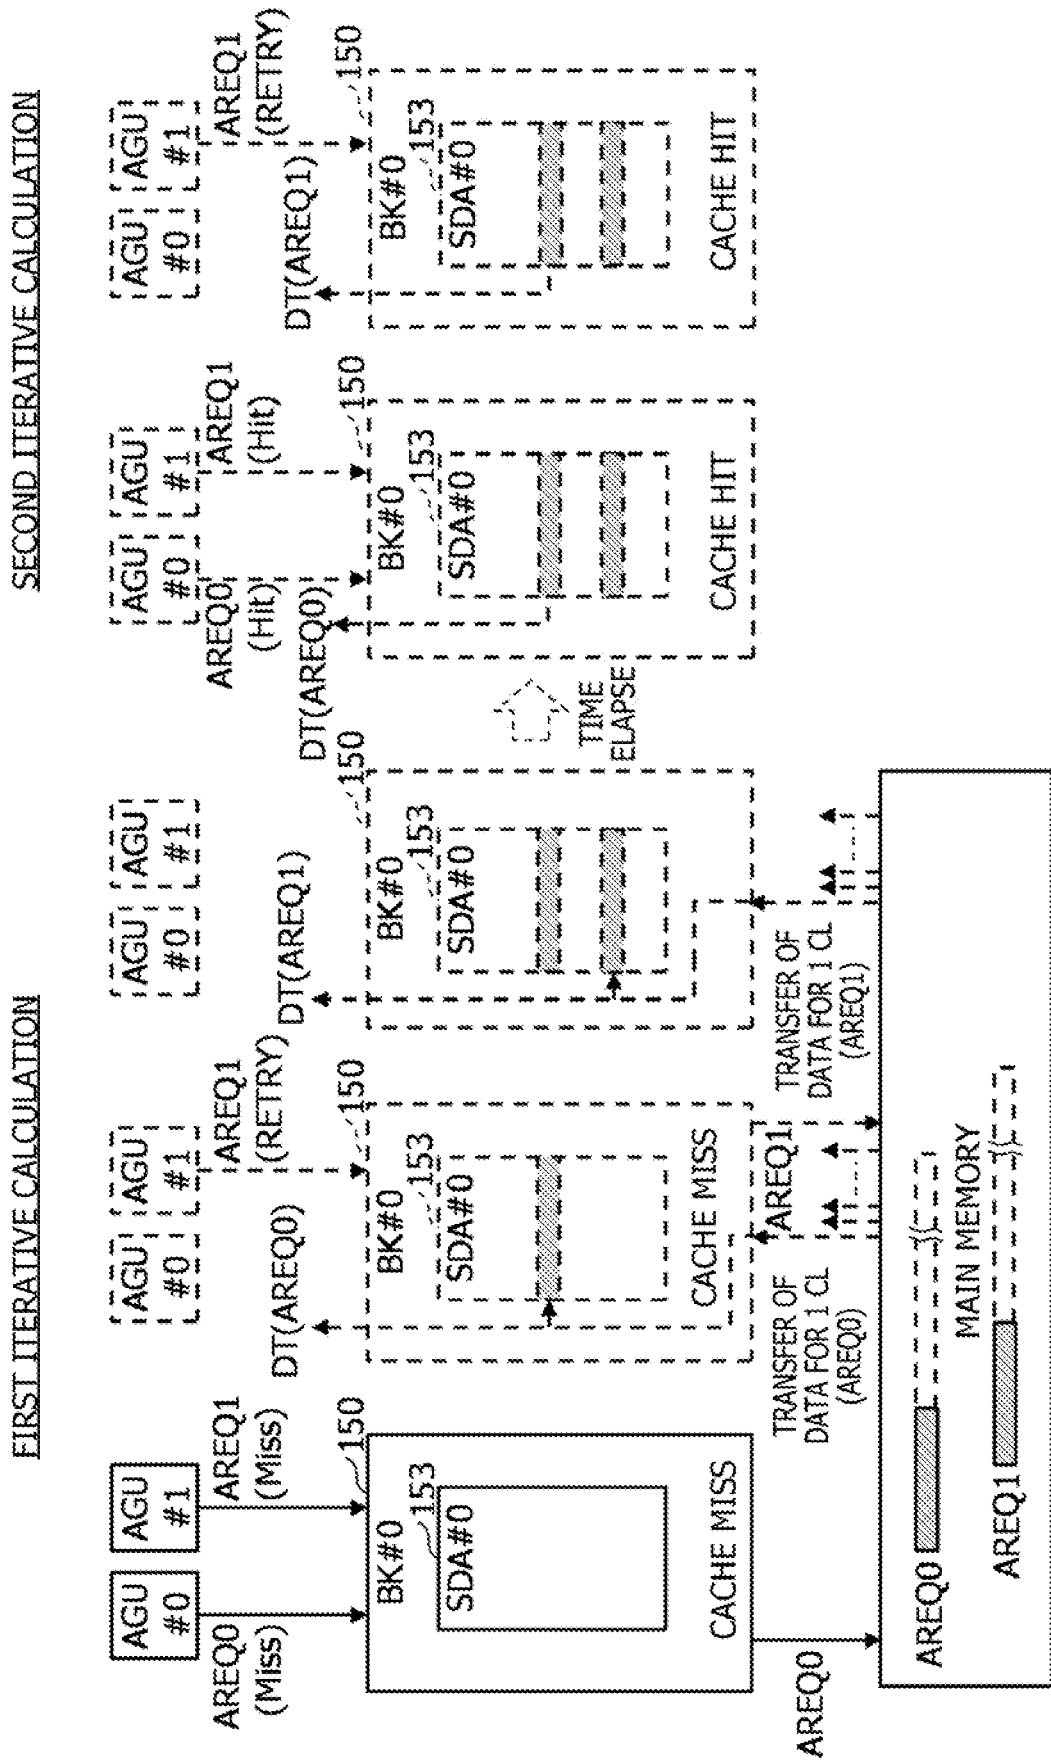 FIRST ITERATIVE CALCULATION
AGU #0
AGU #1
AREQ0 (Miss)
AREQ1 (Miss)
150
BK#0
153
SDA#0
CACHE MISS
AREQ0
AGU #0
AGU #1
AREQ1 (RETRY)
DT(AREQ0)
150
BK#0
153
SDA#0
CACHE MISS
TRANSFER OF
DATA FOR 1 CL
(AREQ0)
AREQ1
AGU #0
AGU #1
DT(AREQ1)
150
BK#0
153
SDA#0
TRANSFER OF
DATA FOR 1 CL
(AREQ1)
AREQ0
AREQ1
MAIN MEMORY
TIME
ELAPSE
SECOND ITERATIVE CALCULATION
AGU #0
AGU #1
AREQ0 (Hit)
AREQ1 (Hit)
DT(AREQ0)
150
BK#0
153
SDA#0
CACHE HIT
AGU #0
AGU #1
AREQ1 (RETRY)
DT(AREQ1)
150
BK#0
153
SDA#0
CACHE HIT